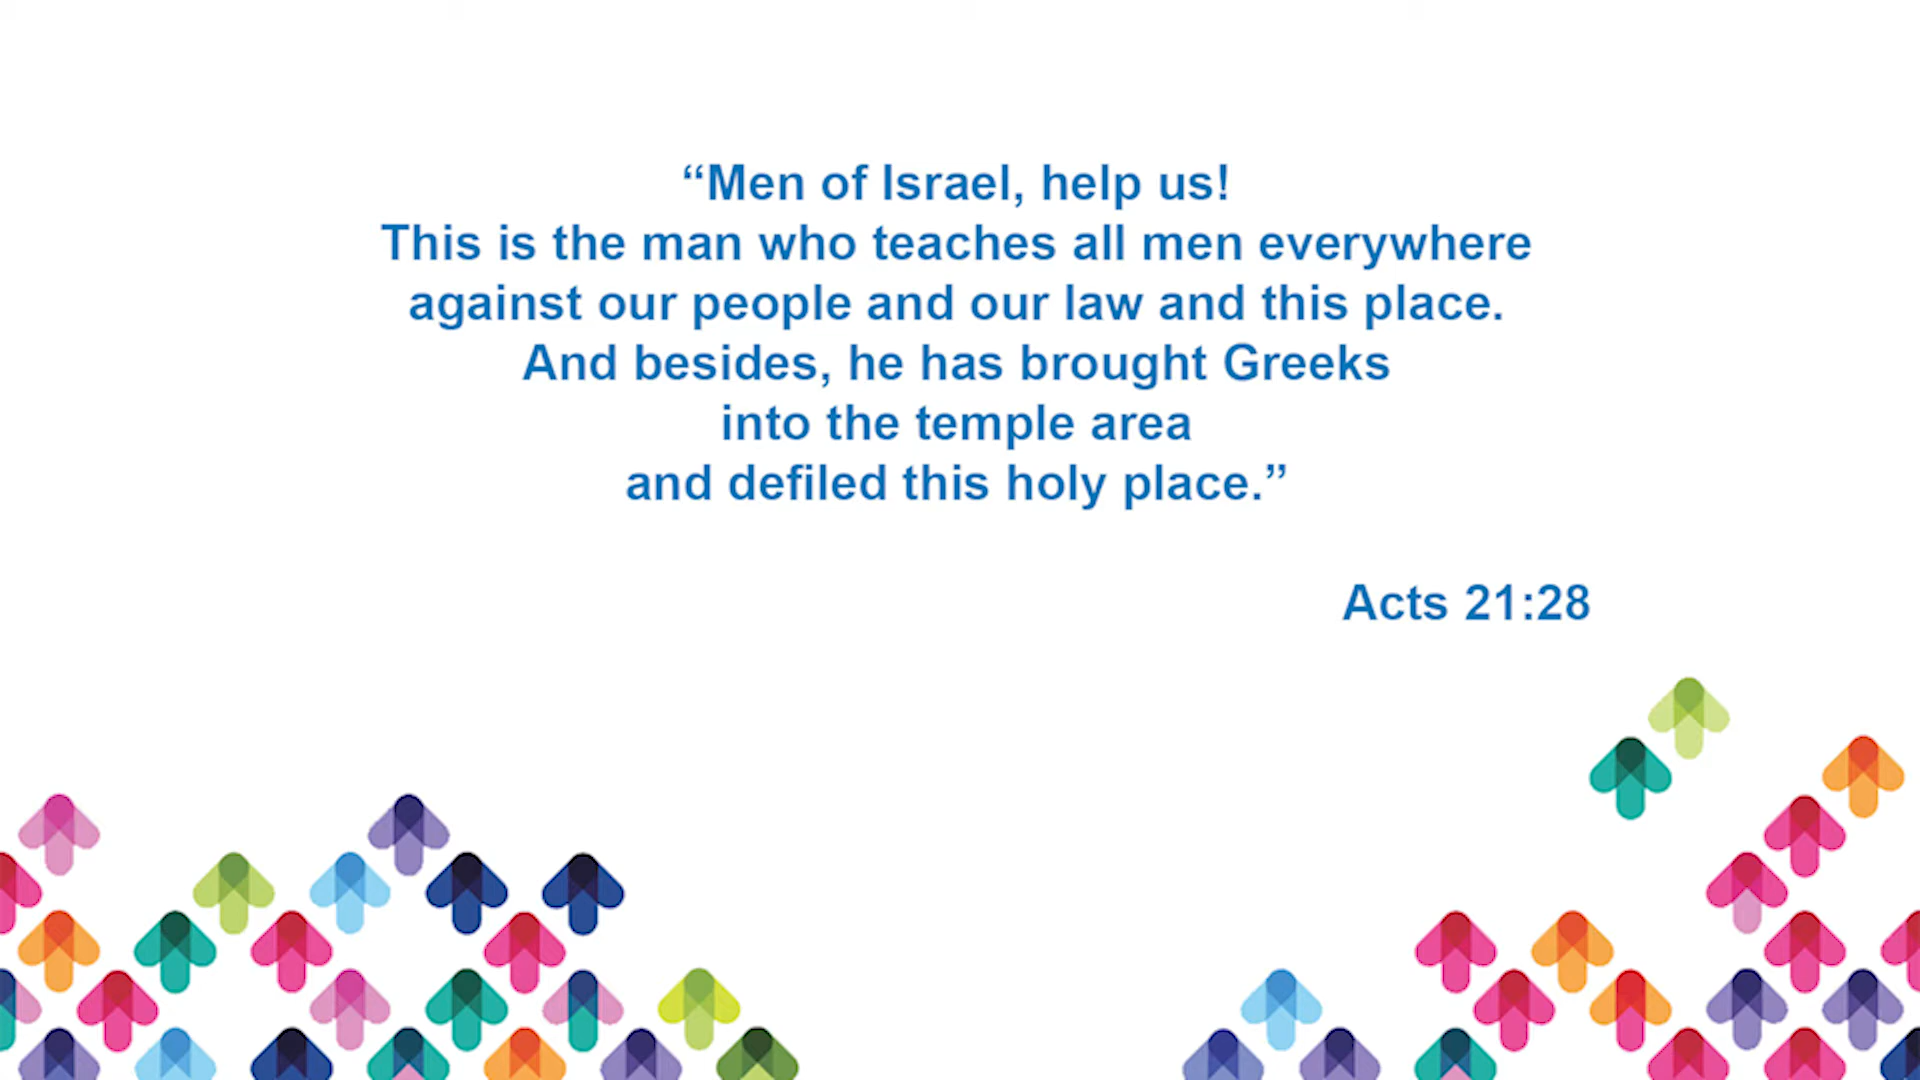 “Men of Israel, help us!
This is the man who teaches all men everywhere
against our people and our law and this place.
And besides, he has brought Greeks
into the temple area
and defiled this holy place.”
Acts 21:28